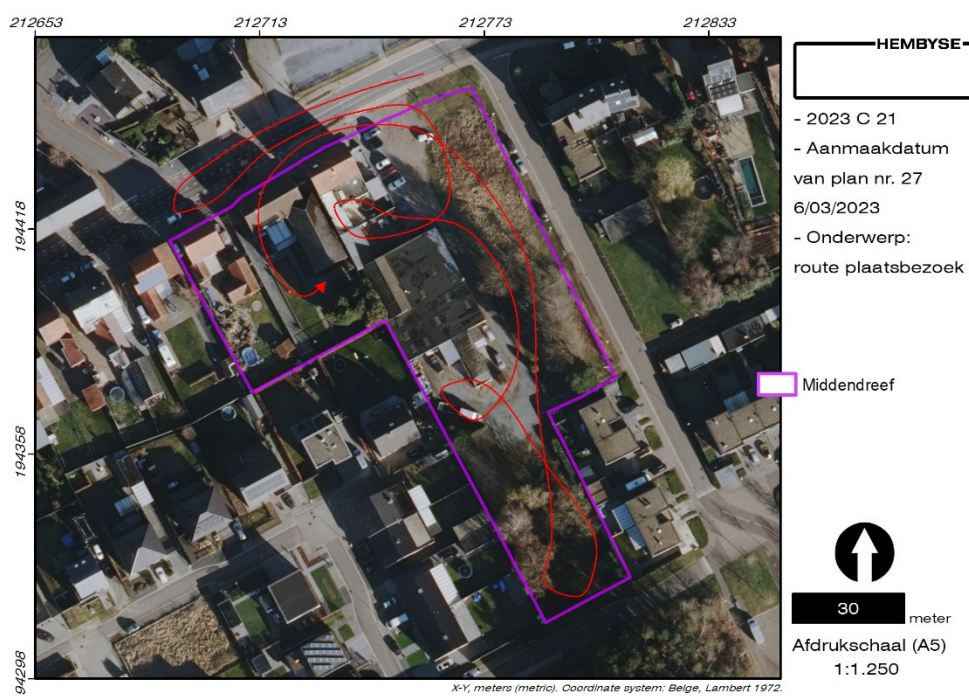 212653 212713 212773 212833
HEMBYSE
- 2023 C 21
- Aanmaakdatum
van plan nr. 27
6/03/2023
- Onderwerp:
route plaatsbezoek
194418
Middendreef
194358
30 meter
Afdrukschaal (A5)
1:1.250
94298
X-Y, meters (metric). Coordinate system: Belge, Lambert 1972.